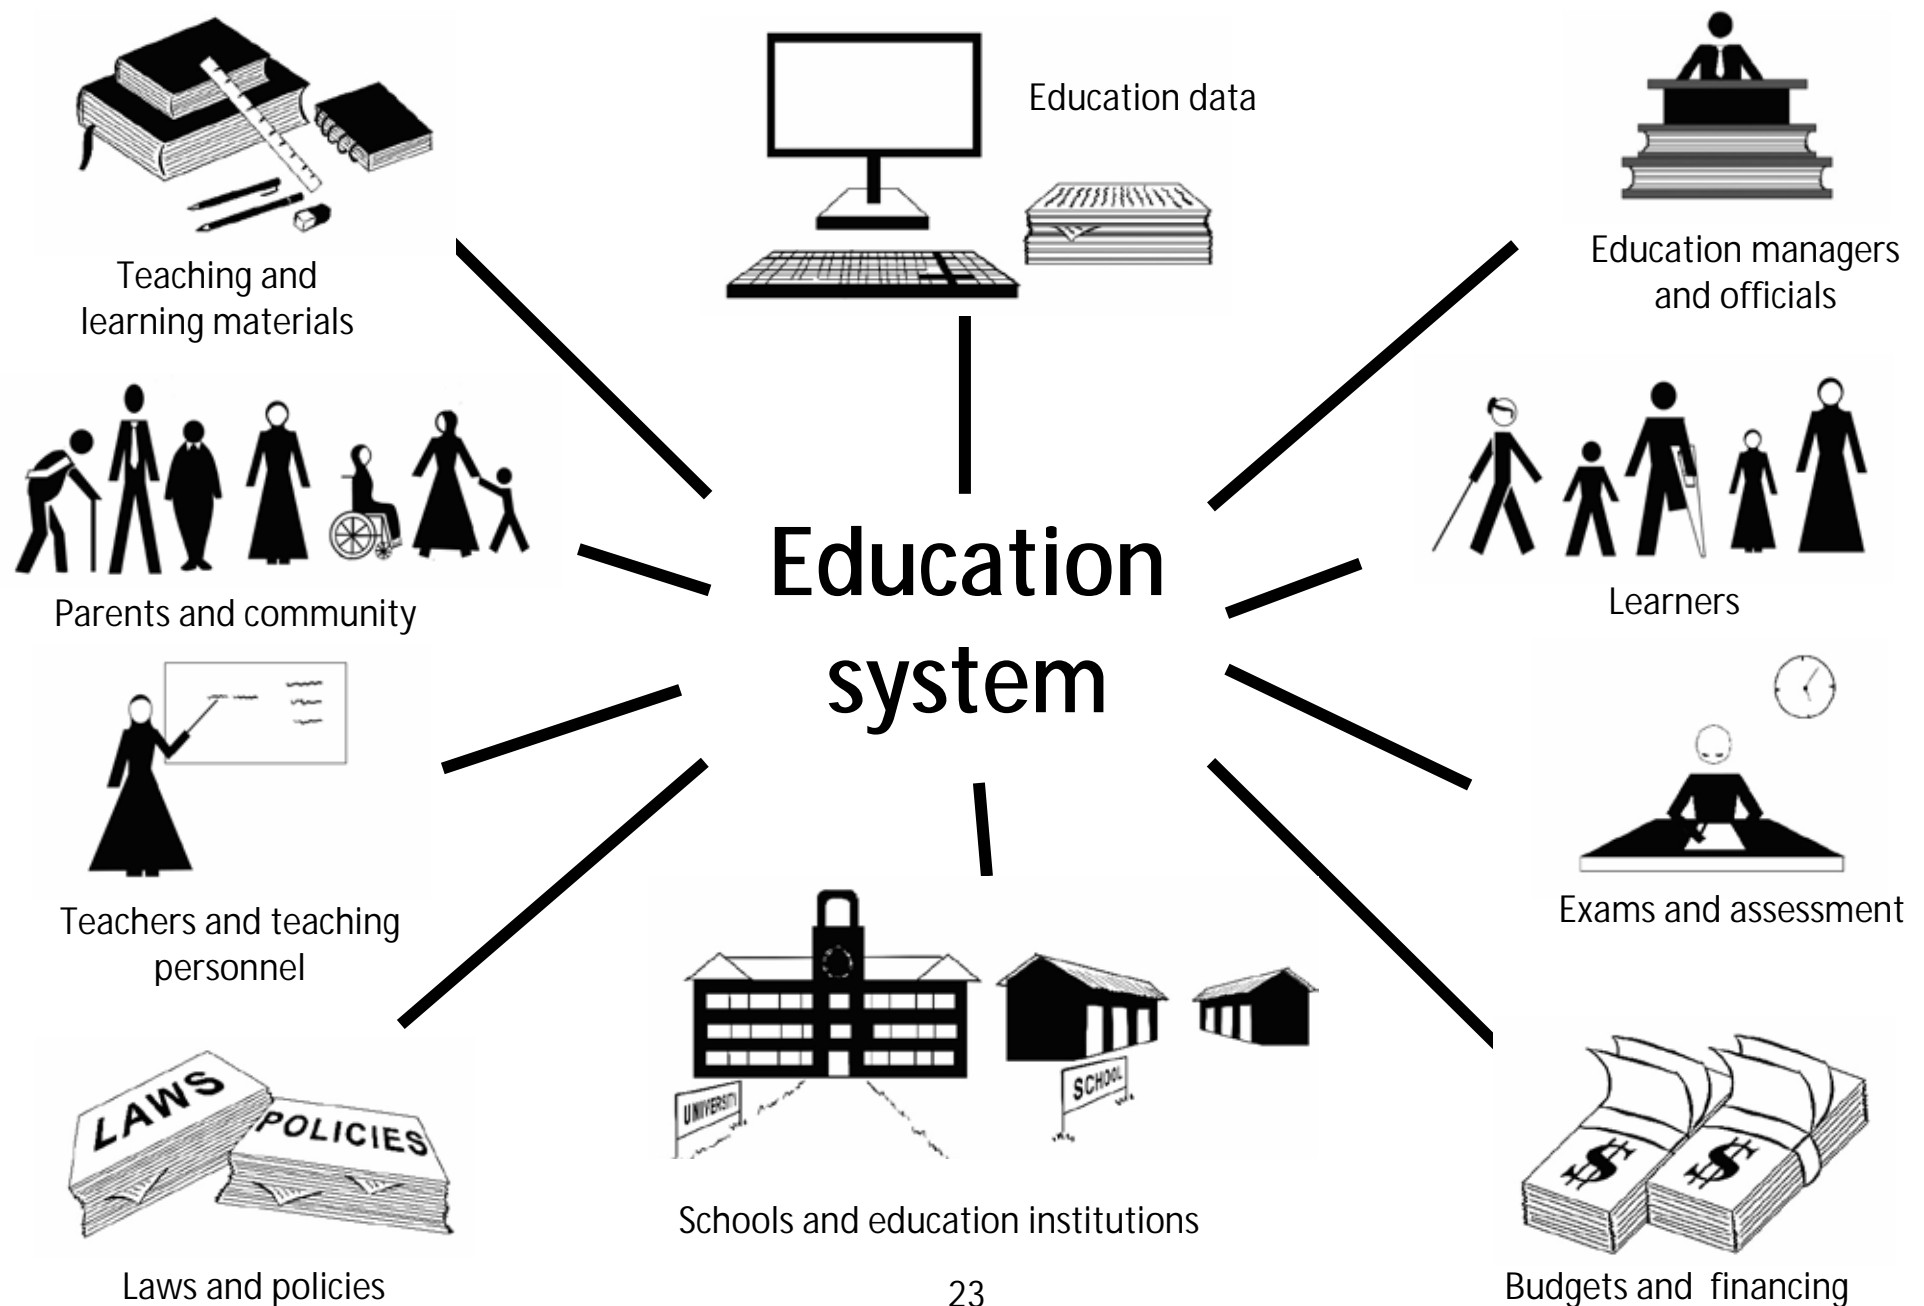 Education data
Education managers
and officials
Teaching and
learning materials
Parents and community
Learners
Education
system
Teachers and teaching
personnel
Exams and assessment
LAWS
POLICIES
UNIVERSITY
SCHOOL
$
$
Schools and education institutions
Laws and policies
23
Budgets and financing